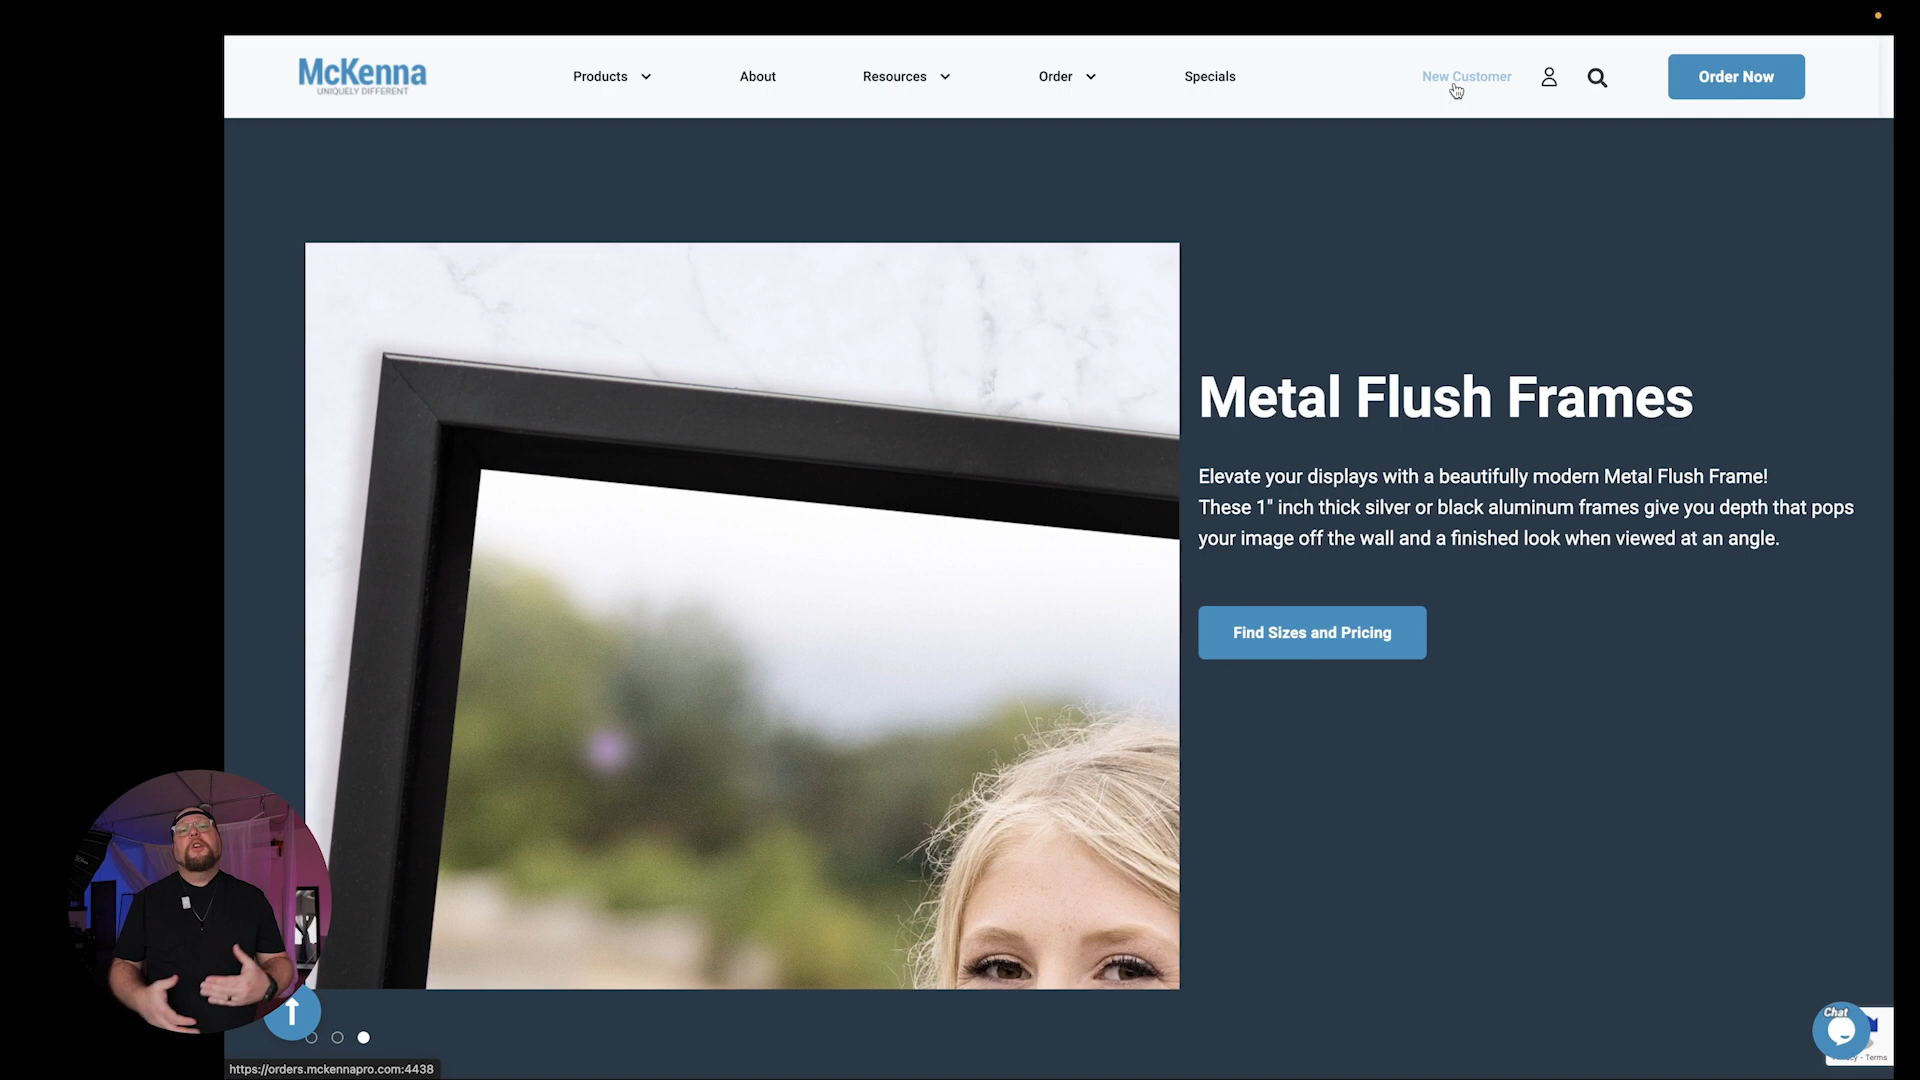 McKenna
UNIQUELY DIFFERENT
Products
About
Resources
Order
Specials
New Customer
Order Now
Metal Flush Frames
Elevate your displays with a beautifully modern Metal Flush Frame!
These 1" inch thick silver or black aluminum frames give you depth that pops
your image off the wall and a finished look when viewed at an angle.
Find Sizes and Pricing
Chat
- Terms
https://orders.mckennapro.com:4438